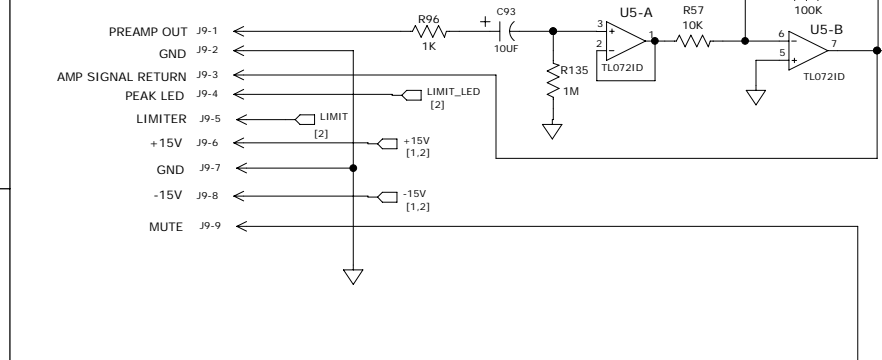 PREAMP OUT J9-1
R96
1K
+
C93
10UF
3
+
2
-
1
U5-A
TL072ID
R57
10K
100K
U5-B
6
-
5
+
7
TL072ID
GND J9-2
AMP SIGNAL RETURN J9-3
R135
1M
PEAK LED J9-4
LIMIT_LED
[2]
LIMITER J9-5
LIMIT
[2]
+15V J9-6
+15V
[1,2]
GND J9-7
-15V J9-8
-15V
[1,2]
MUTE J9-9